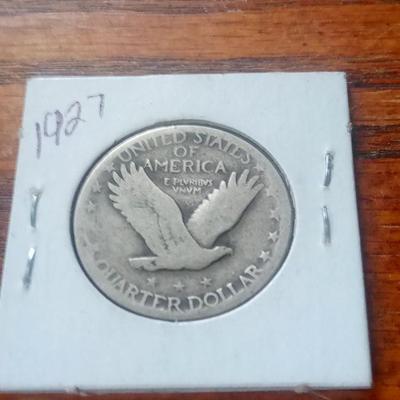 1927
UNITED STATES
OF
AMERICA
E PLURIBUS
UNUM
QUARTER DOLLAR